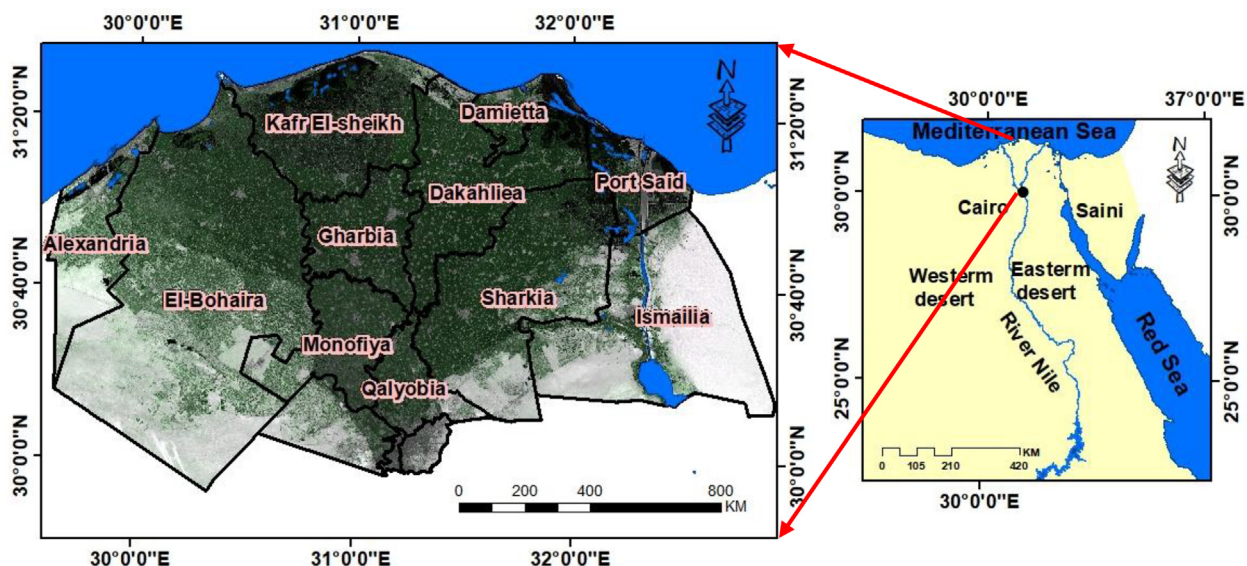 30°0'0"E 31°0'0"E 32°0'0"E
31°20'0"N
30°40'0"N
30°0'0"N
N
Kafr El-sheikh
Damietta
Dakahliea
Port Said
Gharbia
Alexandria
El-Bohaira
Sharkia
Ismailia
Monofiya
Qalyobia
0 200 400 800
KM
31°20'0"N
30°40'0"N
30°0'0"N
30°0'0"E 31°0'0"E 32°0'0"E
30°0'0"E 37°0'0"E
Mediterranean Sea
N
30°0'0"N
25°0'0"N
Cairo
Saini
Westerm
desert
Easterm
desert
River Nile
Red Sea
KM
0 105 210 420
30°0'0"N
25°0'0"N
30°0'0"E